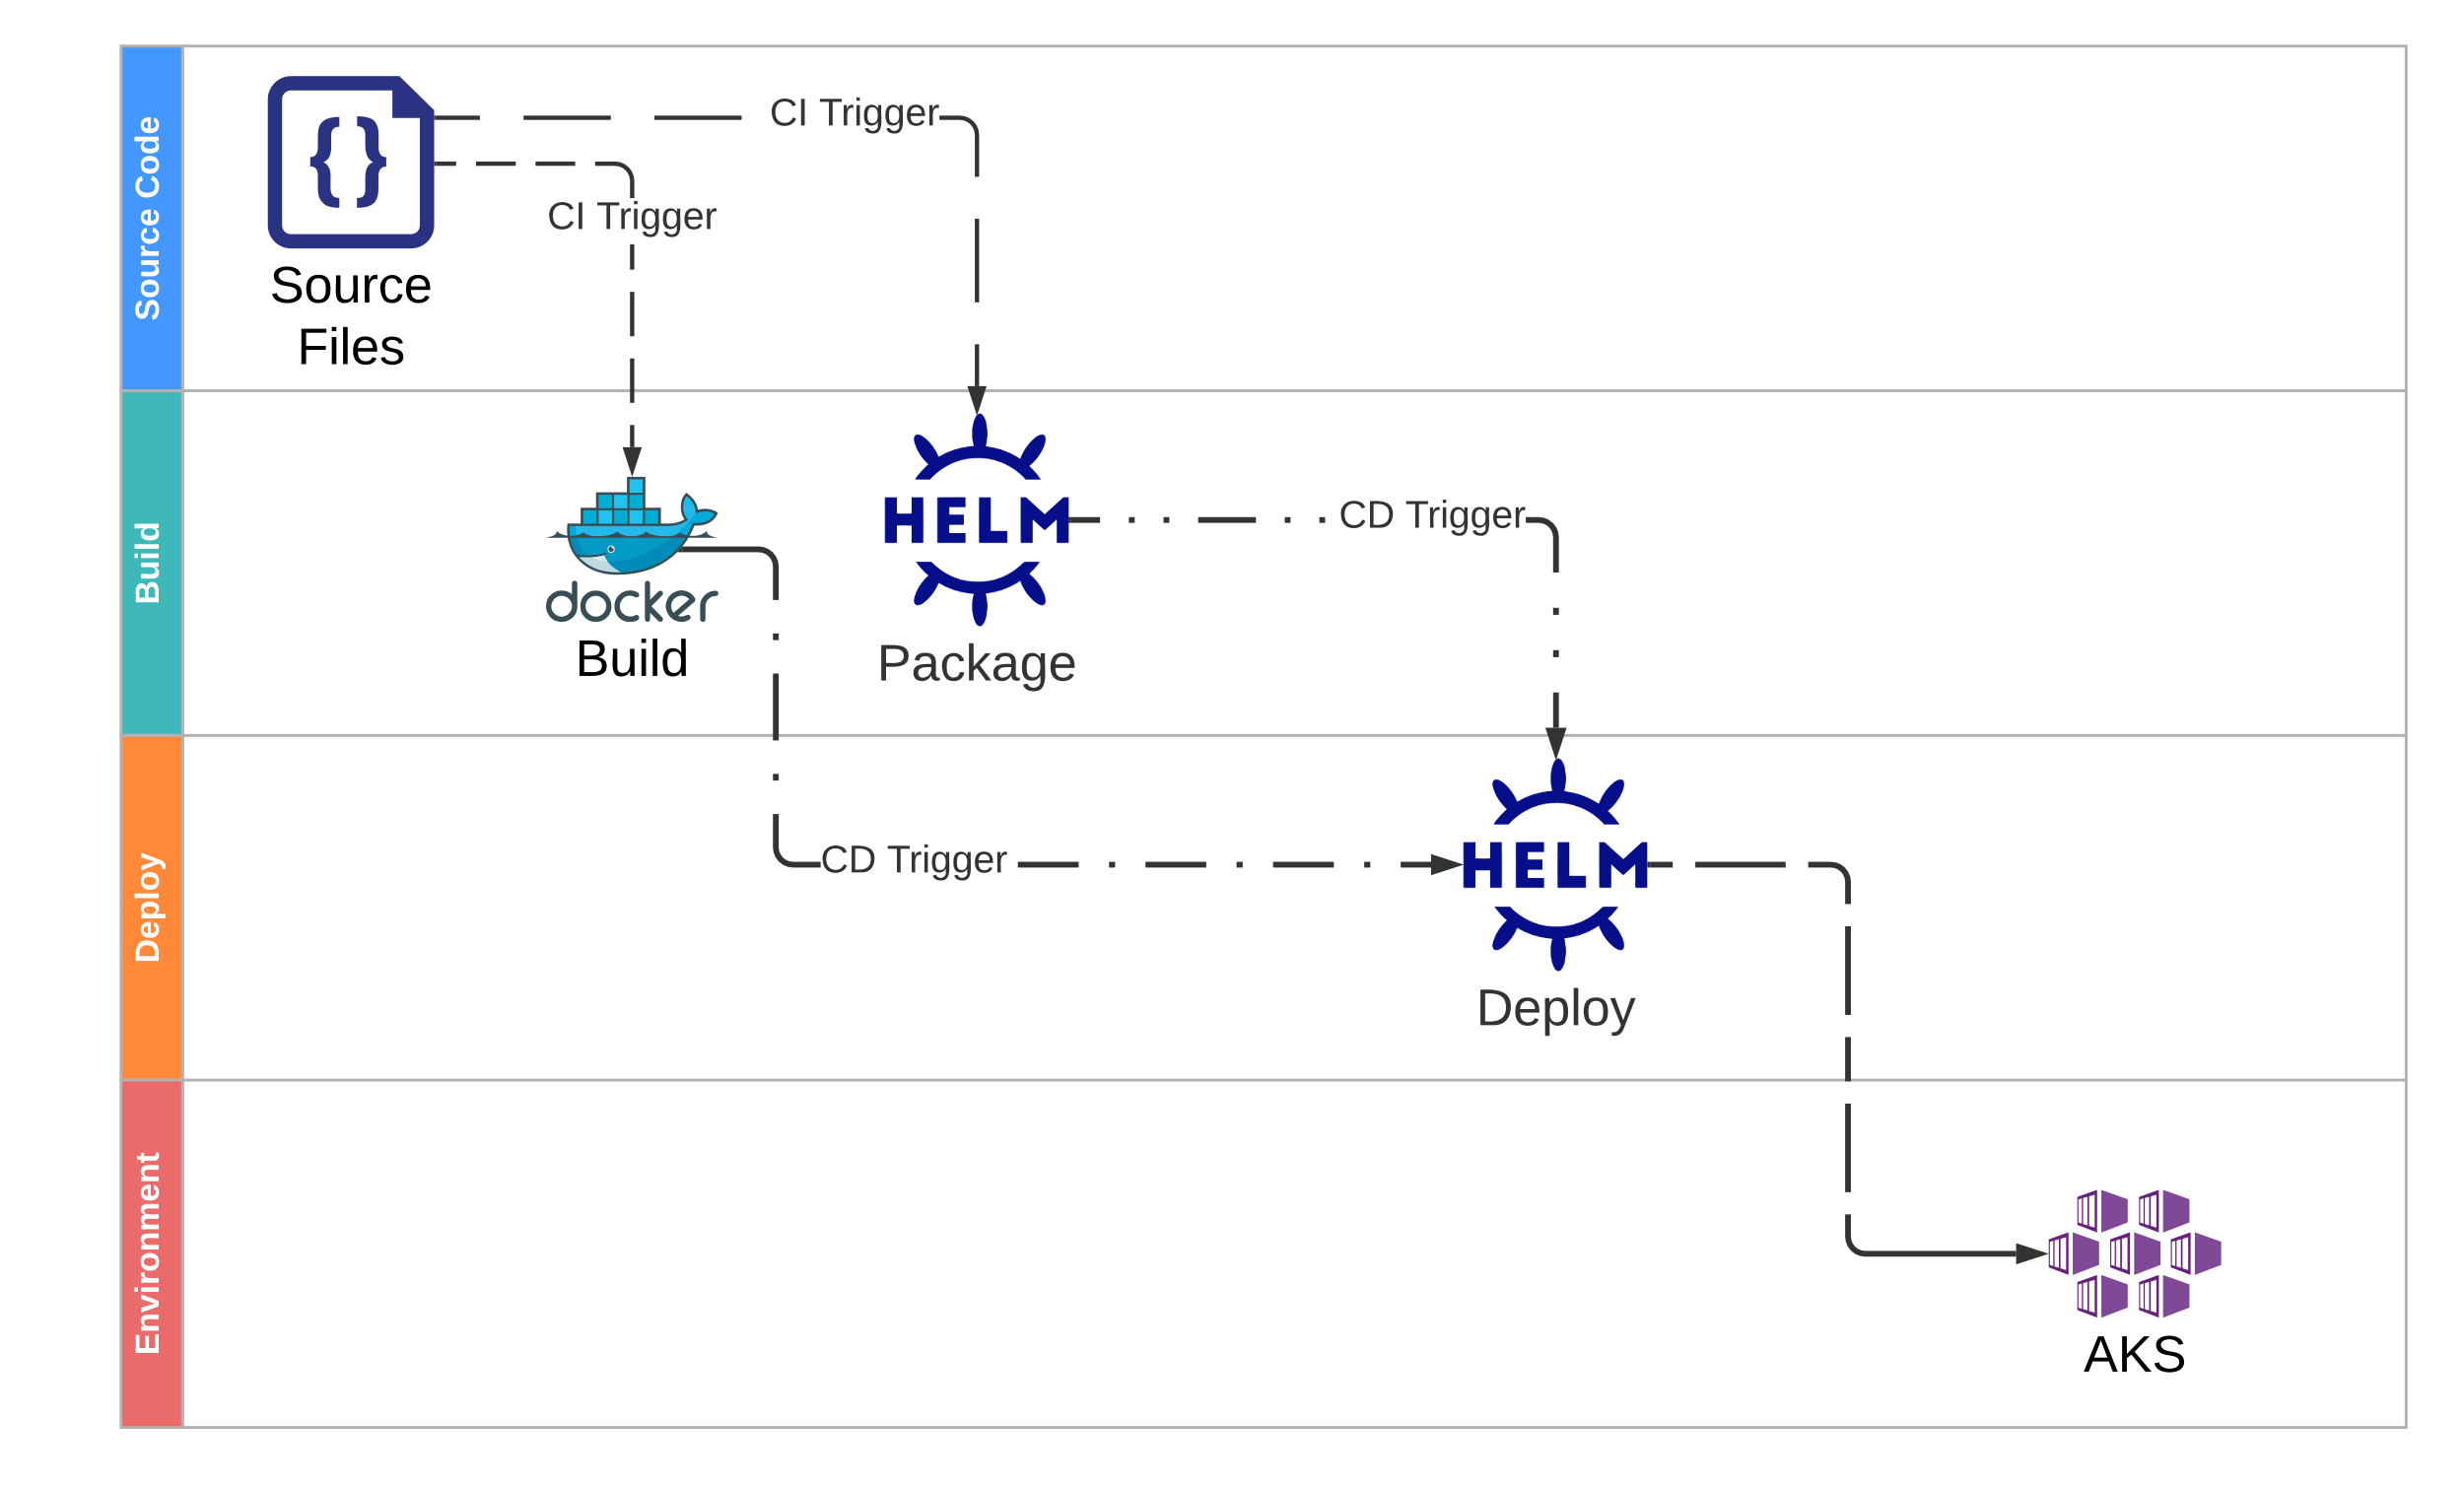 Source Code
CI Trigger
CI Trigger
Source
Files
Build
HELM
CD Trigger
docker
Build
Package
Deploy
CD Trigger
HELM
Deploy
Environment
AKS